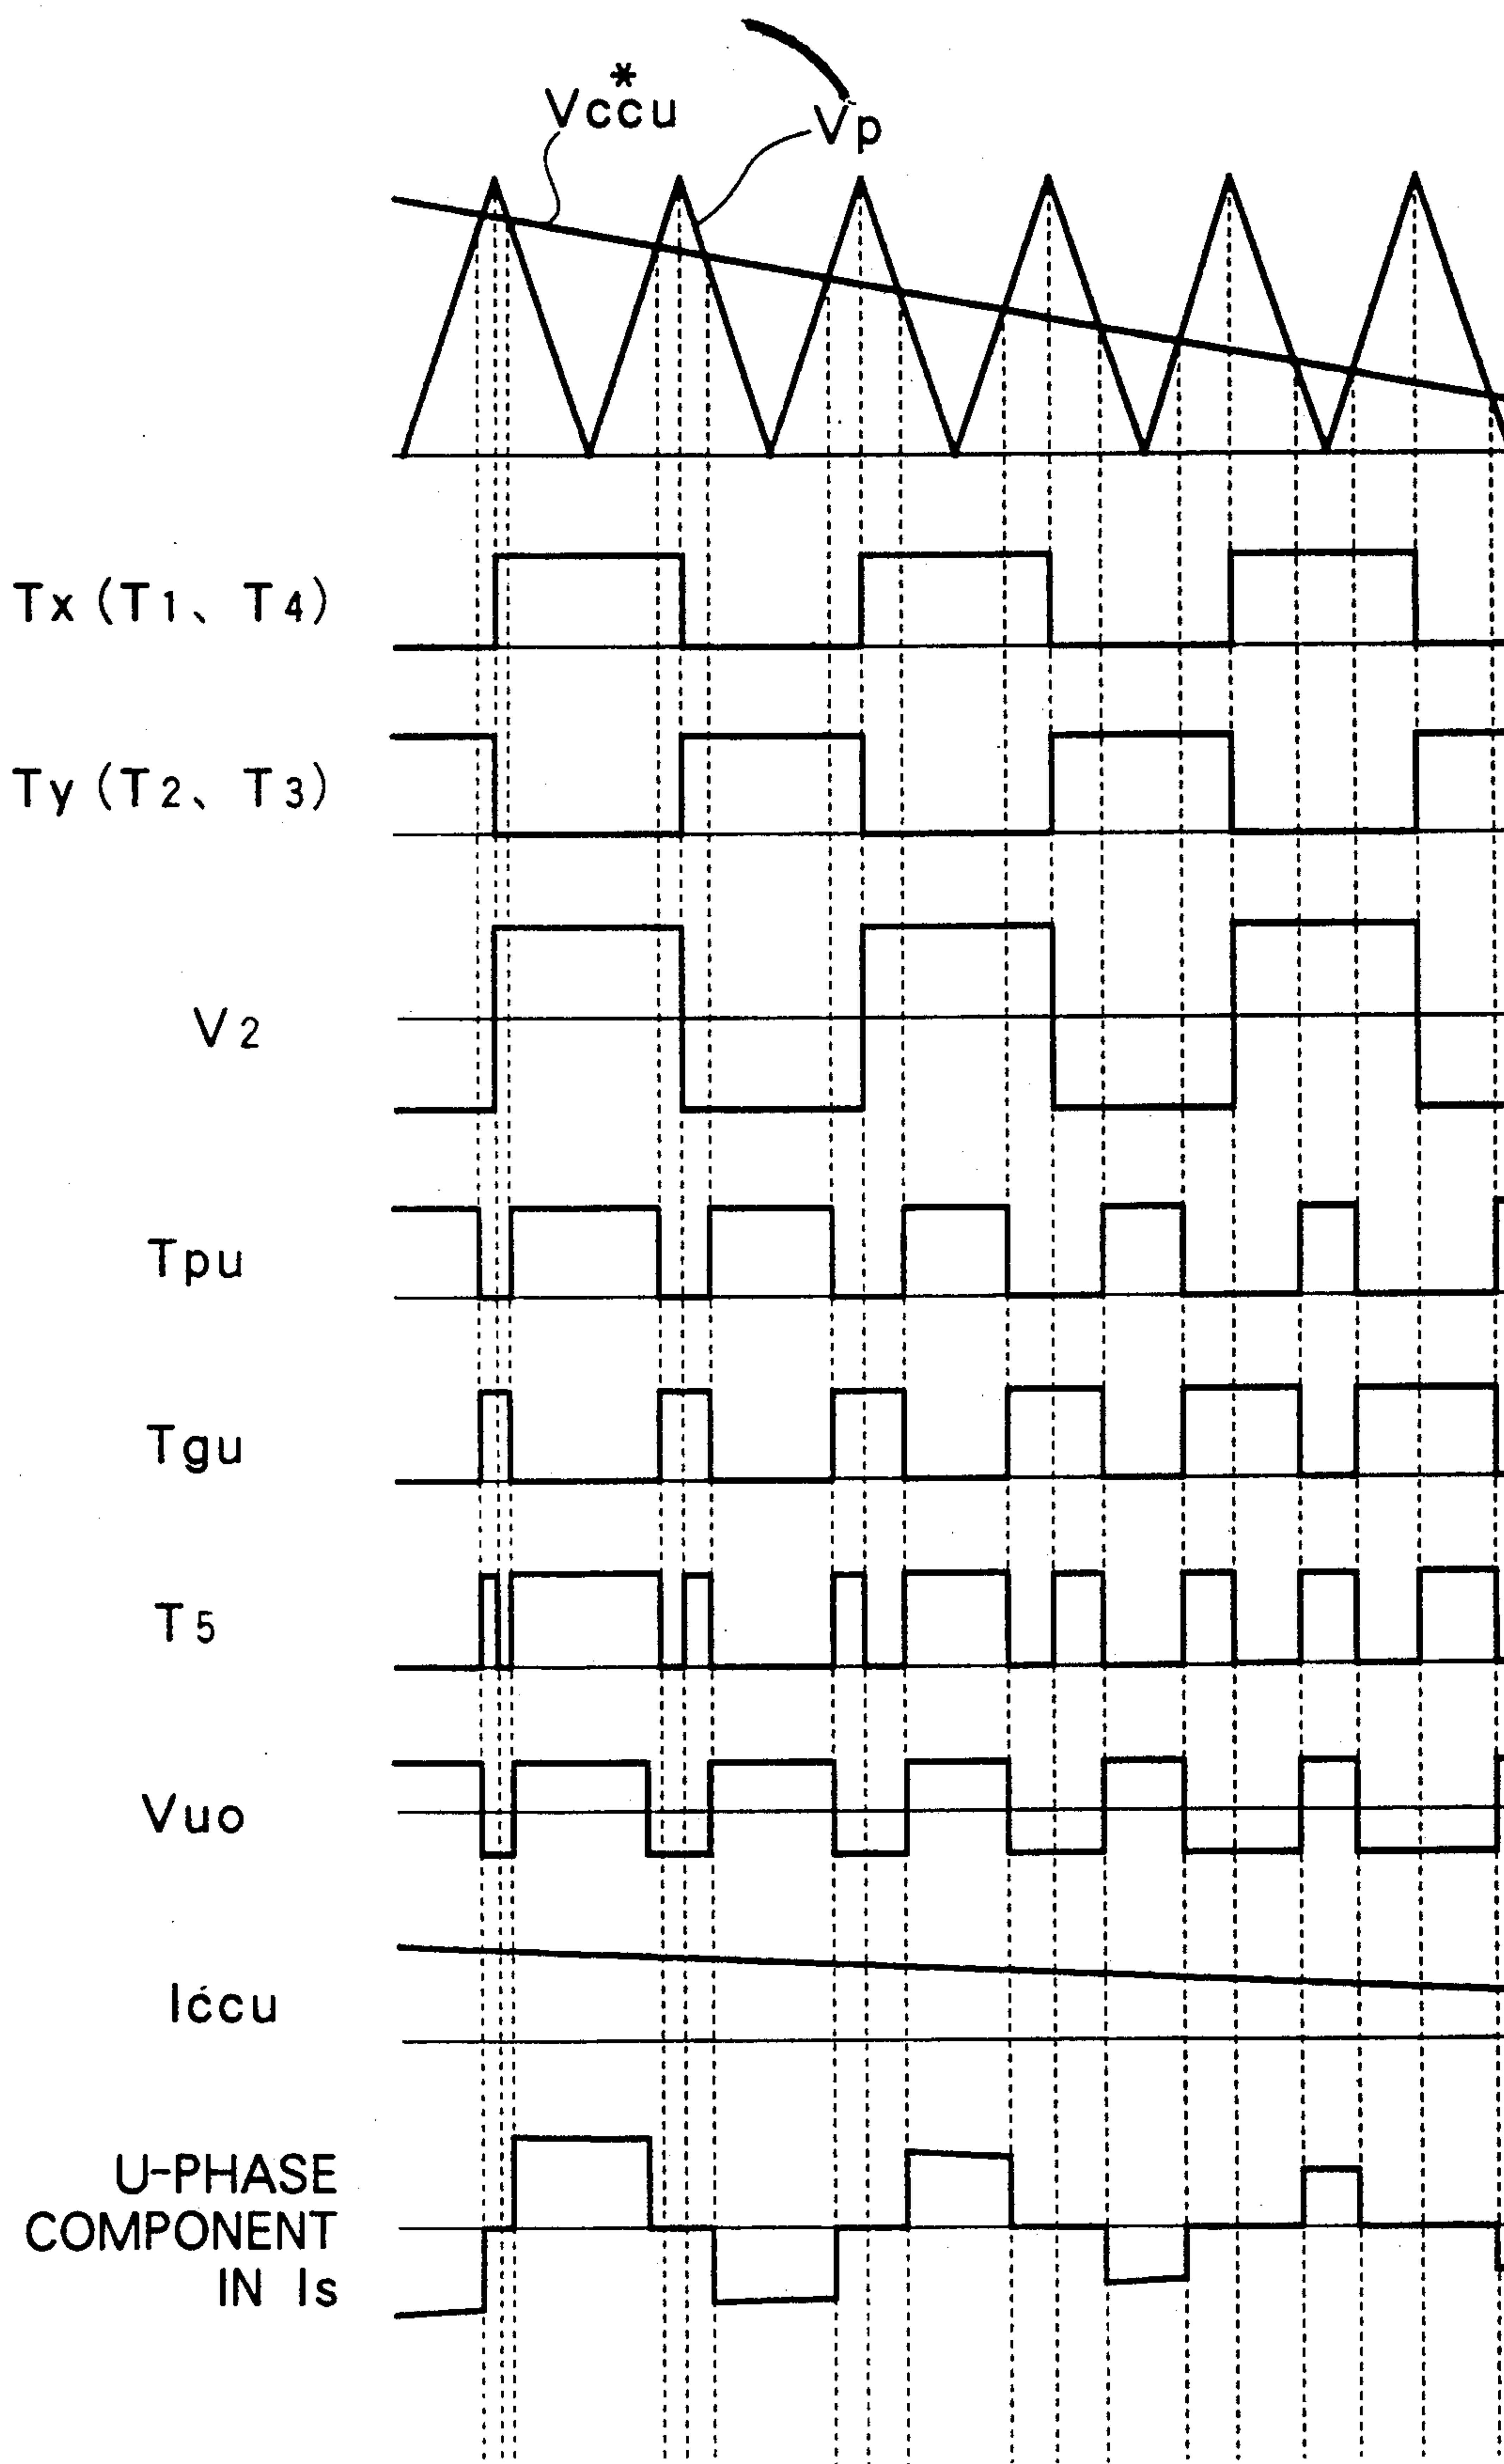 Vccu*
Vp
Tx (T1、T4)
Ty (T2、T3)
V2
Tpu
Tgu
T5
Vuo
Iccu
U-PHASE
COMPONENT
IN Is